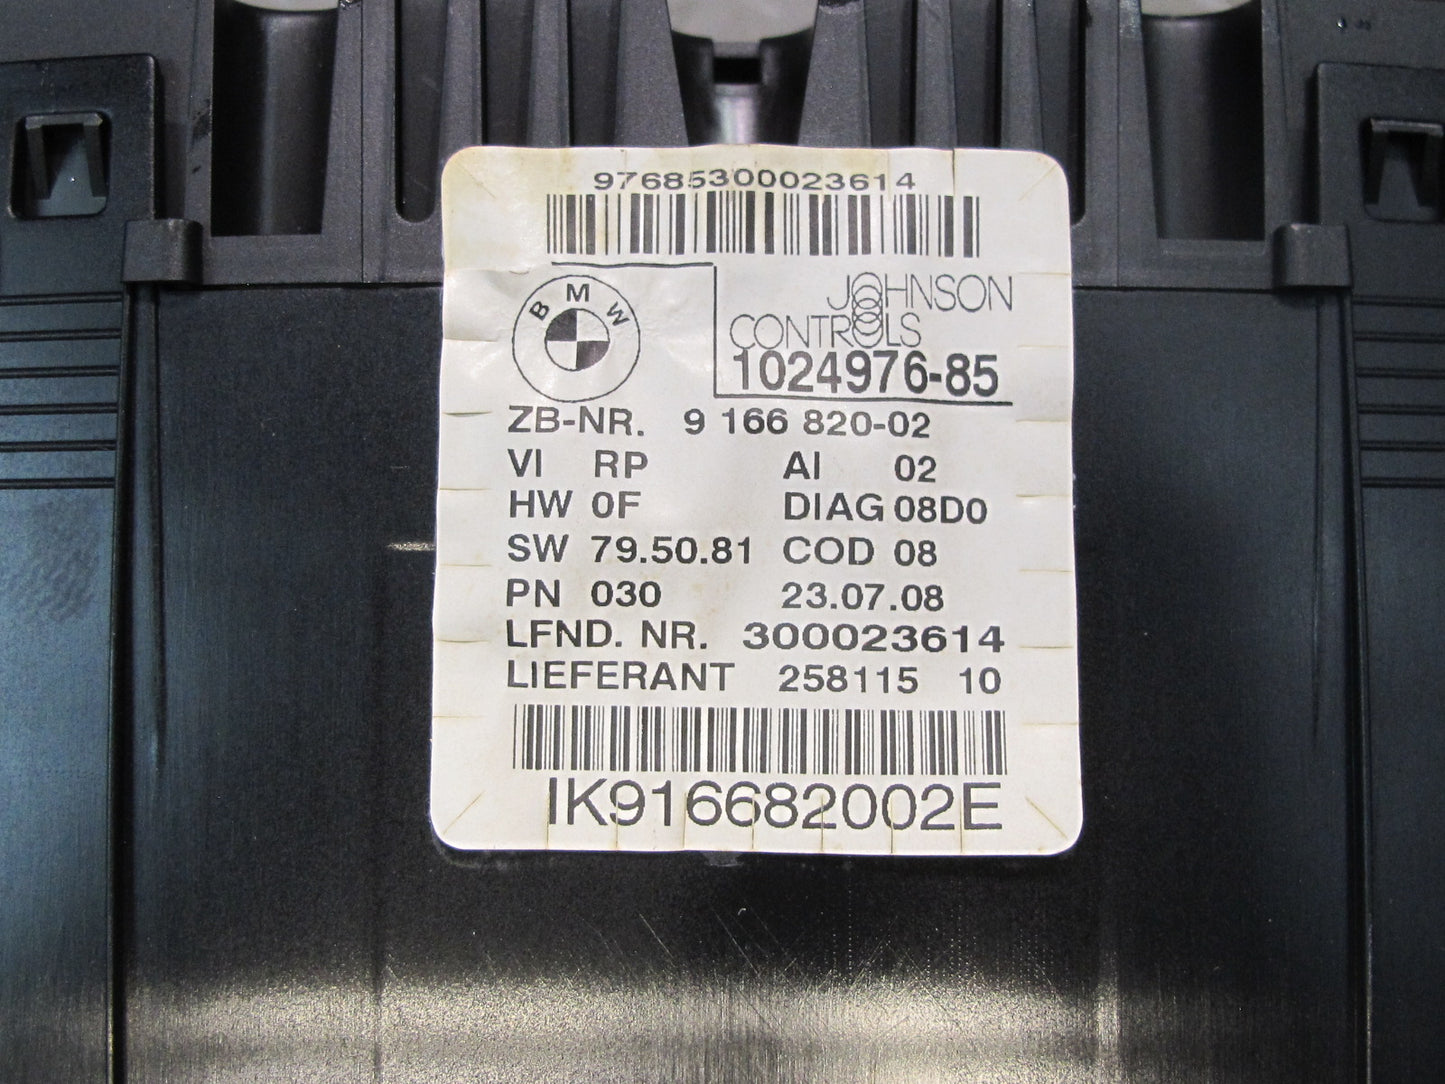 97685300023614
BMW
JOHNSON
CONTROLS
1024976-85
ZB-NR. 9 166 820-02
VI RP AI 02
HW 0F DIAG 08D0
SW 79.50.81 COD 08
PN 030 23.07.08
LFND. NR. 300023614
LIEFERANT 258115 10
IK916682002E